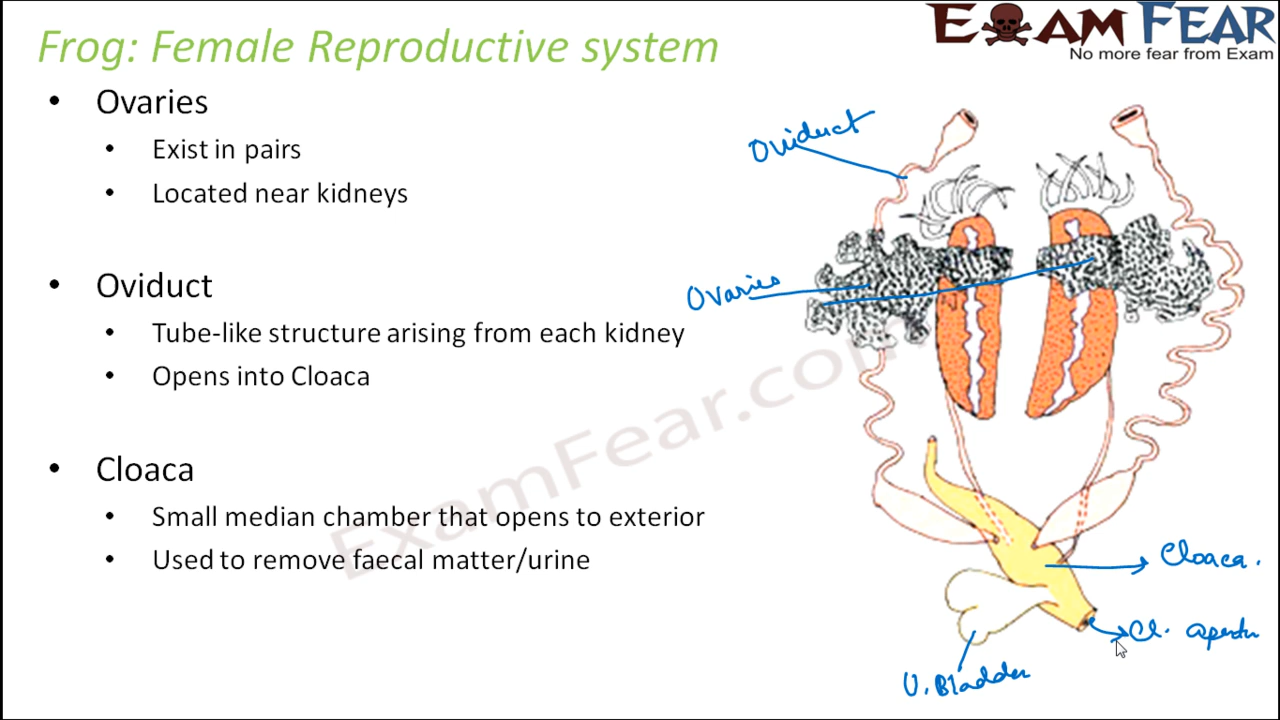 Frog: Female Reproductive system
EXAM FEAR
No more fear from Exam
• Ovaries
• Exist in pairs
• Located near kidneys
• Oviduct
• Tube-like structure arising from each kidney
• Opens into Cloaca
• Cloaca
• Small median chamber that opens to exterior
• Used to remove faecal matter/urine
Oviduct
Ovaries
Cloaca.
Cl.
U. Bladder
ExamFear.com